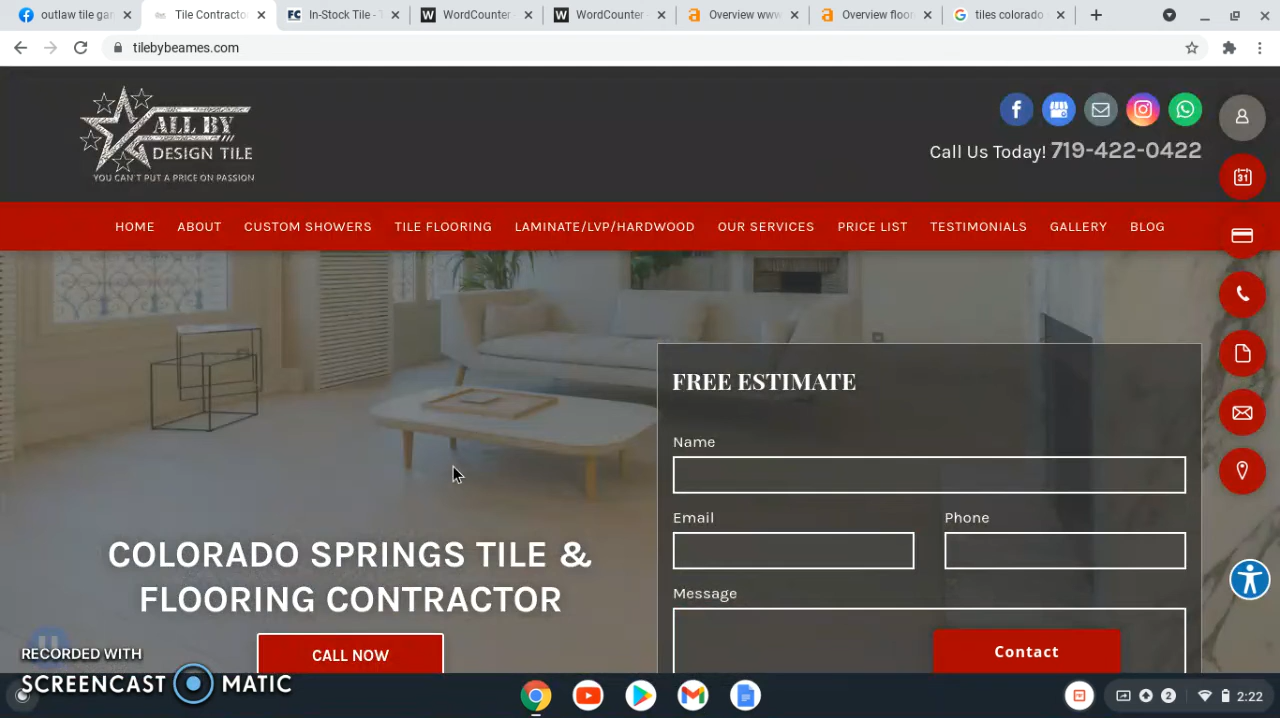 outlaw tile gar
Tile Contracto
In-Stock Tile - T
WordCounter -
WordCounter -
Overview www
Overview floor
tiles colorado
tilebybeames.com
ALL BY
DESIGN TILE
YOU CAN'T PUT A PRICE ON PASSION
Call Us Today! 719-422-0422
HOME ABOUT CUSTOM SHOWERS TILE FLOORING LAMINATE/LVP/HARDWOOD OUR SERVICES PRICE LIST TESTIMONIALS GALLERY BLOG
31
FREE ESTIMATE
Name
Email Phone
Message
Contact
COLORADO SPRINGS TILE &
FLOORING CONTRACTOR
CALL NOW
RECORDED WITH
SCREENCAST MATIC
2 2:22